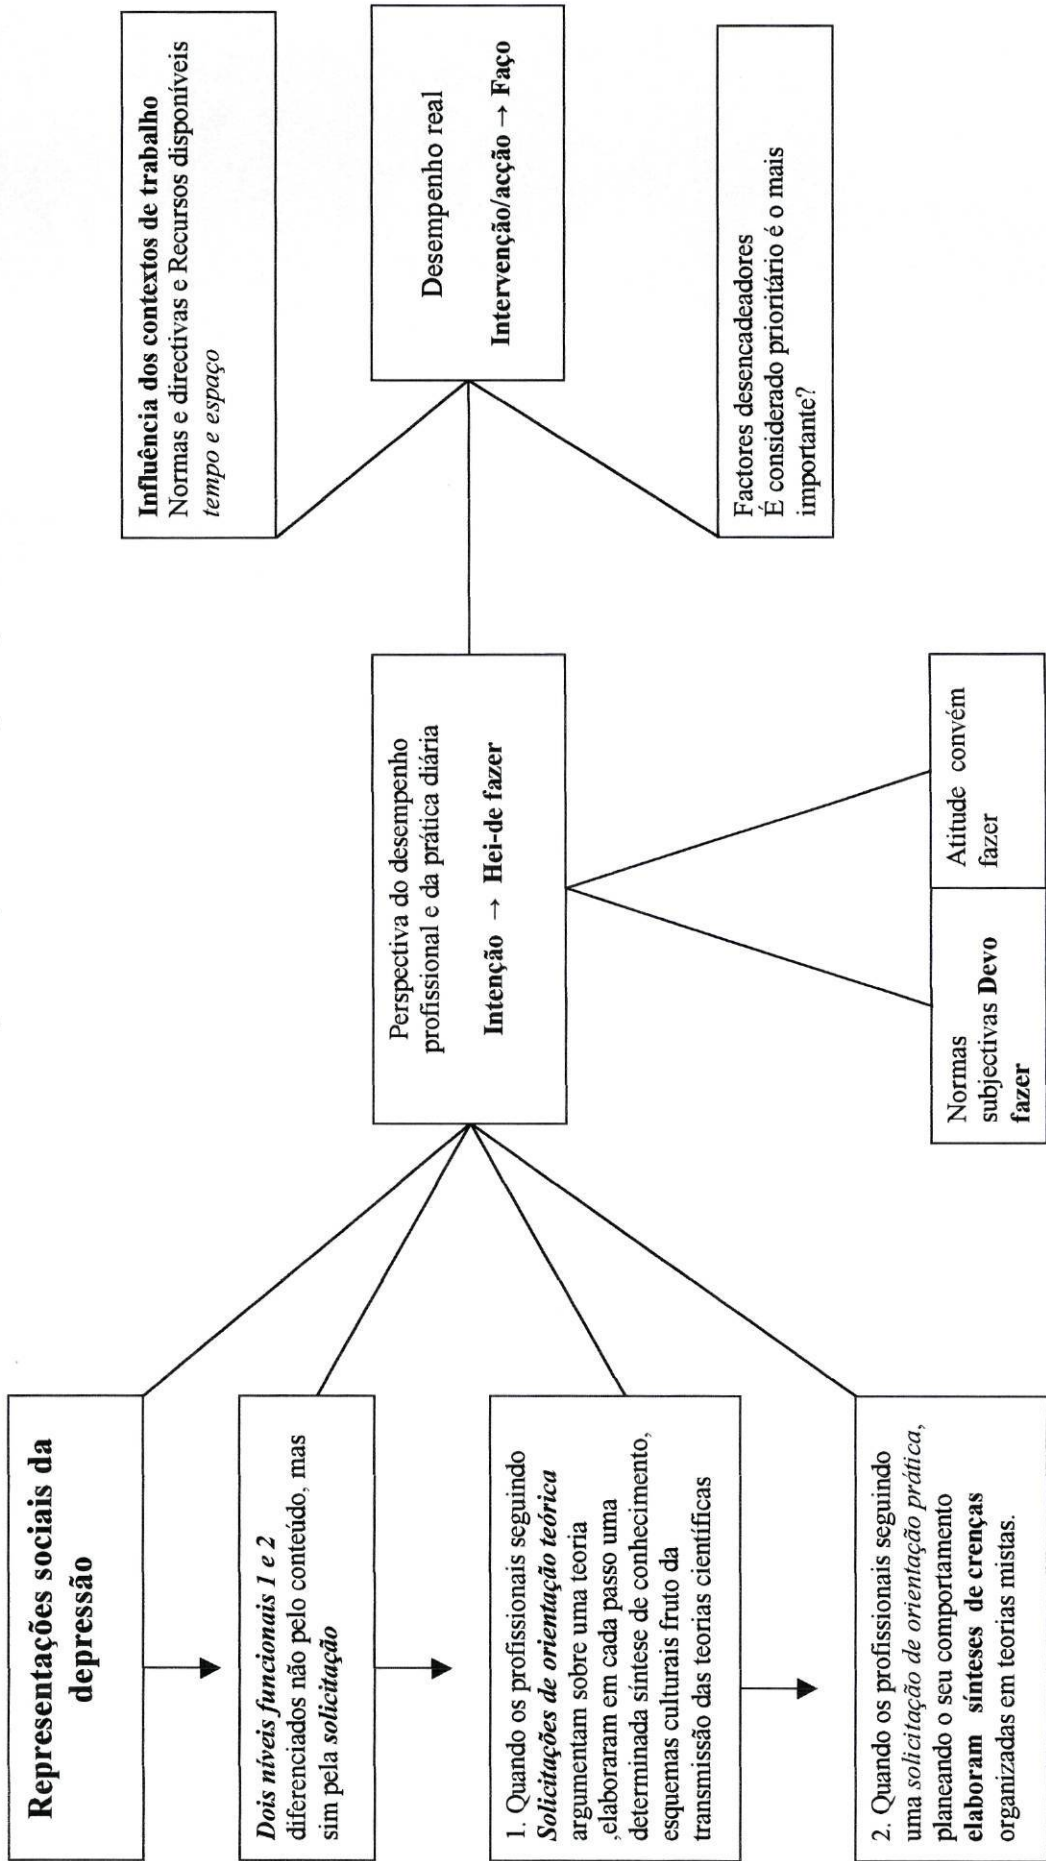 Representações sociais da
depressão
Dois níveis funcionais 1 e 2
diferenciados não pelo conteúdo, mas
sim pela solicitação
1. Quando os profissionais seguindo
Solicitações de orientação teórica
argumentam sobre uma teoria
,elaboraram em cada passo uma
determinada síntese de conhecimento,
esquemas culturais fruto da
transmissão das teorias científicas
2. Quando os profissionais seguindo
uma solicitação de orientação prática,
planeando o seu comportamento
elaboram sínteses de crenças
organizadas em teorias mistas.
Perspectiva do desempenho
profissional e da prática diária
Intenção → Hei-de fazer
Normas
subjectivas Devo
fazer
Atitude convém
fazer
Influência dos contextos de trabalho
Normas e directivas e Recursos disponíveis
tempo e espaço
Desempenho real
Intervenção/acção → Faço
Factores desencadeadores
É considerado prioritário é o mais
importante?